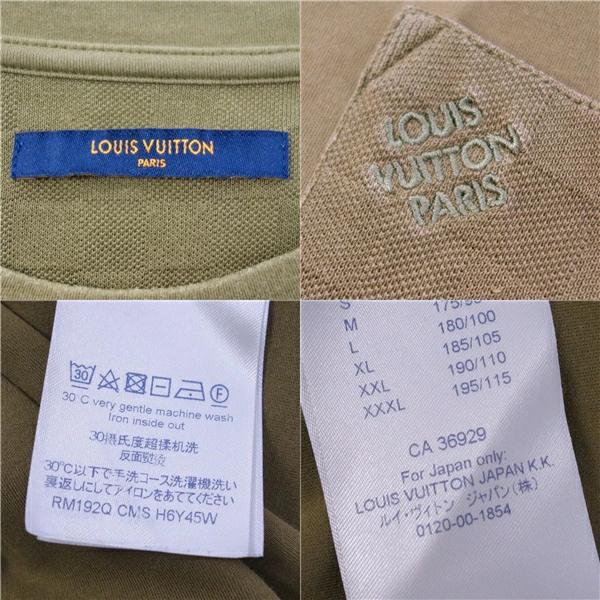 LOUIS VUITTON
PARIS
LOUIS
VUITTON
PARIS
30
F
30°C very gentle machine wash
Iron inside out
30摄氏度超揉机洗
反面熨烫
30℃以下で手洗コース洗濯機洗い
裏返しにしてアイロンをあててください
RM192Q CMS H6Y45W
M 180/100
L 185/105
XL 190/110
XXL 195/115
XXXL
CA 36929
For Japan only:
LOUIS VUITTON JAPAN K.K.
ルイ・ヴィトン ジャパン(株)
0120-00-1854